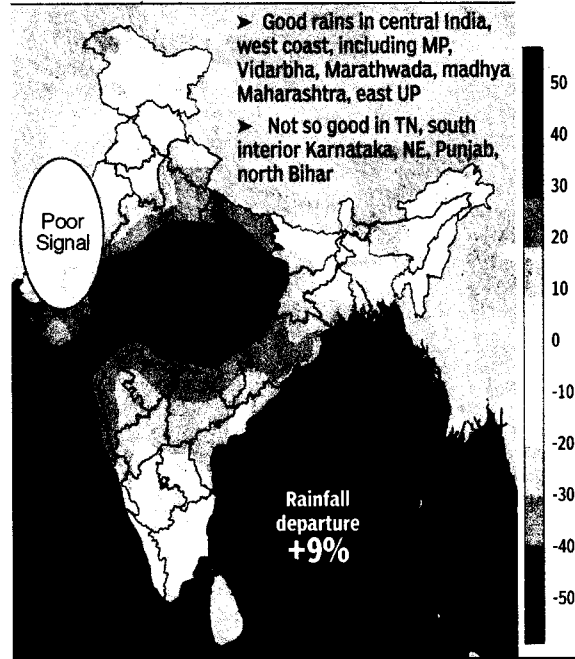 ➤ Good rains in central India,
west coast, including MP,
Vidarbha, Marathwada, madhya
Maharashtra, east UP
➤ Not so good in TN, south
interior Karnataka, NE, Punjab,
north Bihar
Poor
Signal
50
40
30
20
10
0
-10
-20
-30
-40
-50
Rainfall
departure
+9%